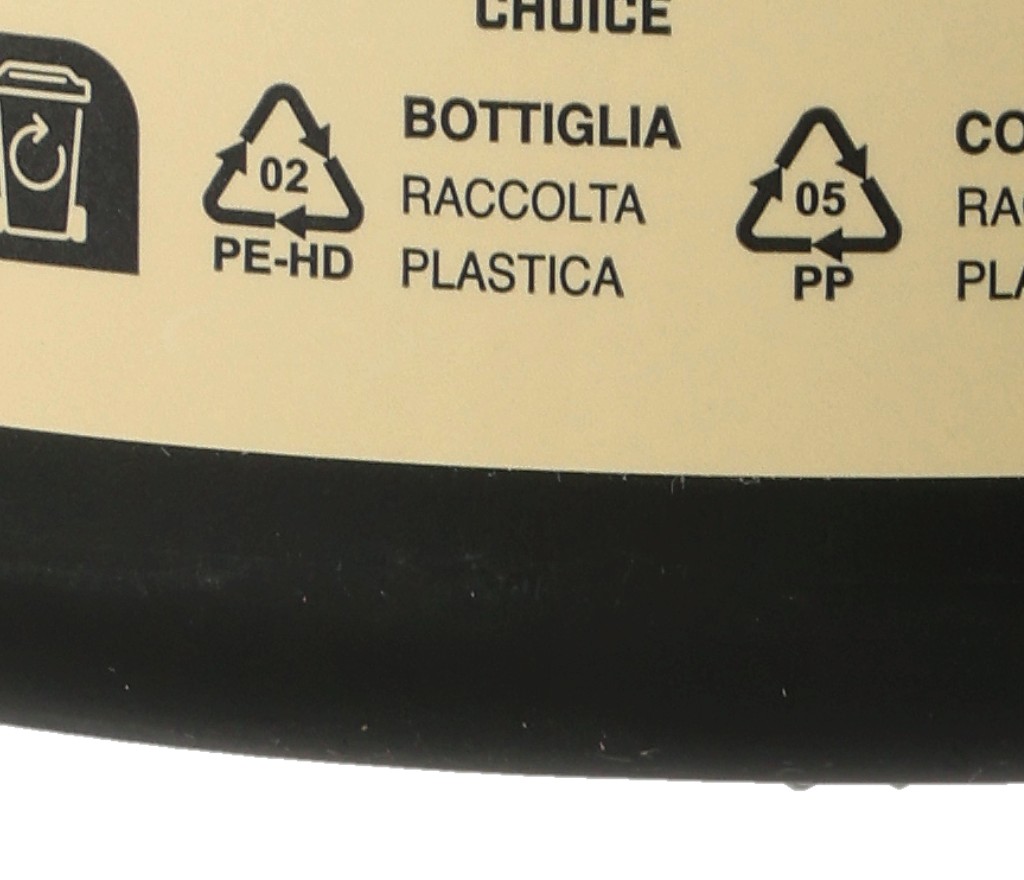 CHOICE
02
PE-HD
BOTTIGLIA
RACCOLTA
PLASTICA
05
PP